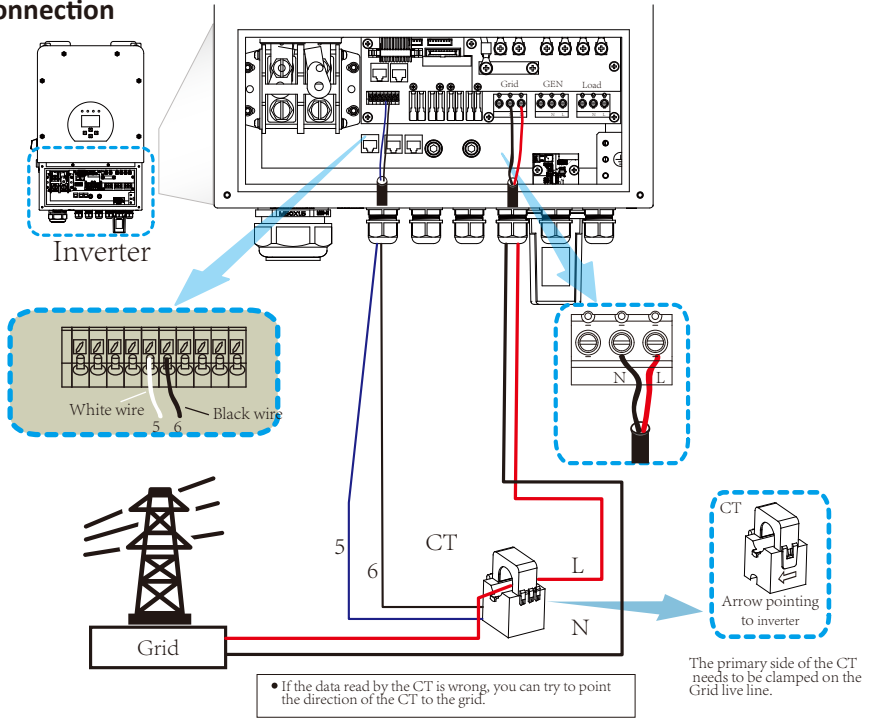 onnection
Grid
GEN
Load
Inverter
N
L
White wire
Black wire
5
6
5
6
CT
L
N
Grid
CT
Arrow pointing
to inverter
The primary side of the CT
needs to be clamped on the
Grid live line.
• If the data read by the CT is wrong, you can try to point
the direction of the CT to the grid.